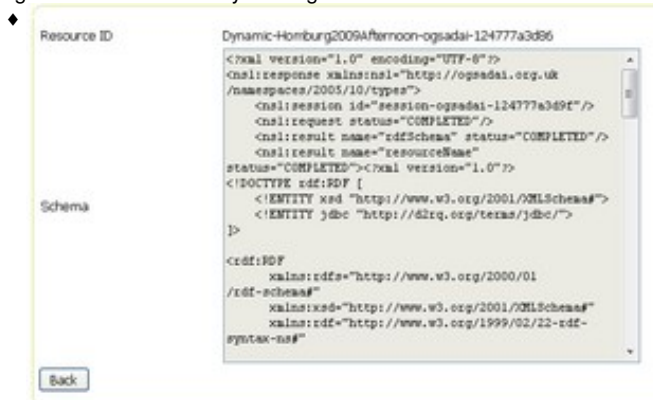 Resource ID Dynamic-Homburg2009Afternoon-ogsadai-124777a3d86
<?xml version="1.0" encoding="UTF-8"?>
<ns1:response xmlns:ns1="http://ogsadai.org.uk
/namespaces/2005/10/types">
<ns1:session id="session-ogsadai-124777a3d9f"/>
<ns1:request status="COMPLETED"/>
<ns1:result name="rdfSchema" status="COMPLETED"/>
<ns1:result name="resourceName"
status="COMPLETED"><?xml version="1.0"?>
<!DOCTYPE rdf:RDF [
<!ENTITY xsd "http://www.w3.org/2001/XMLSchema#">
Schema
<!ENTITY jdbc "http://d2rq.org/terms/jdbc/">
]>
<rdf:RDF
xmlns:rdfs="http://www.w3.org/2000/01
/rdf-schema#"
xmlns:xsd="http://www.w3.org/2001/XMLSchema#"
xmlns:rdf="http://www.w3.org/1999/02/22-rdf-
syntax-ns#"
Back